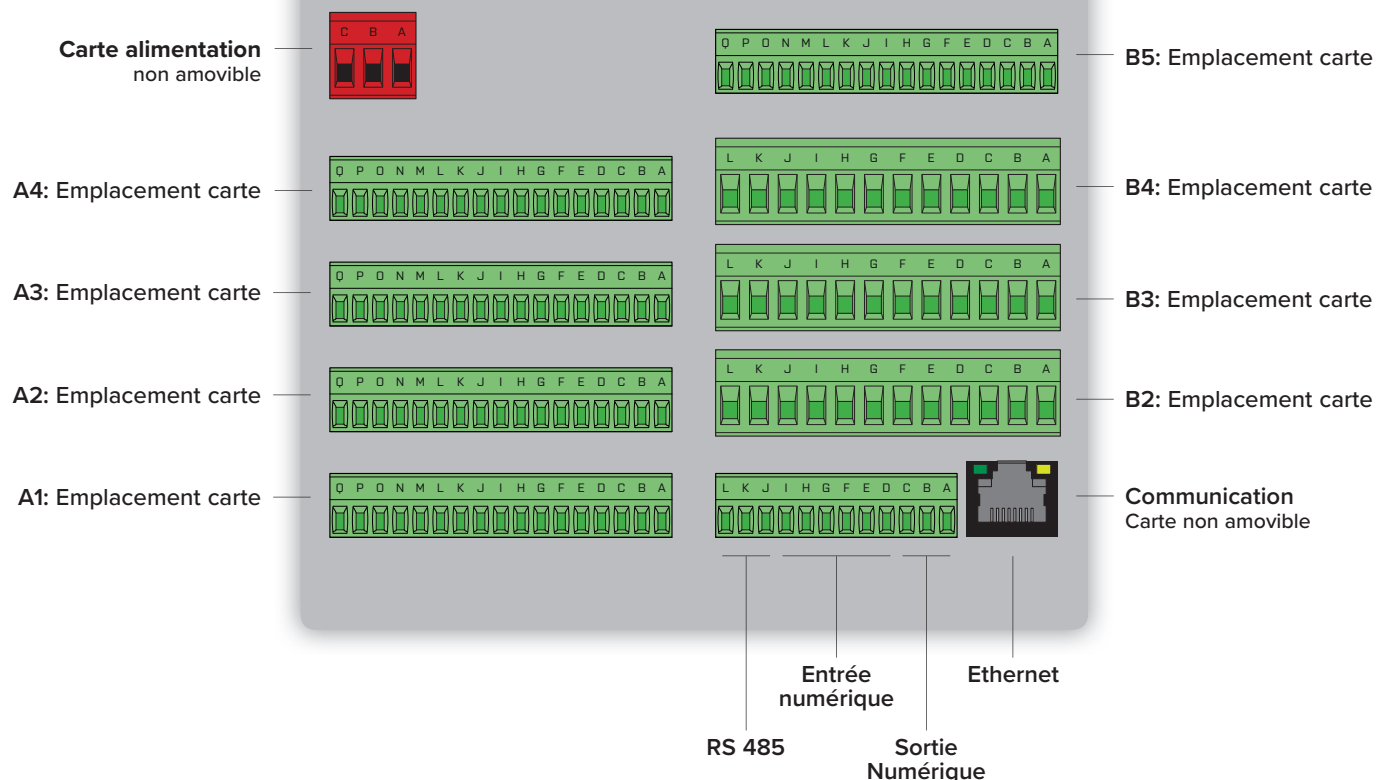 C B A
Carte alimentation
non amovible
Q P O N M L K J I H G F E D C B A
B5: Emplacement carte
Q P O N M L K J I H G F E D C B A
A4: Emplacement carte
L K J I H G F E D C B A
B4: Emplacement carte
Q P O N M L K J I H G F E D C B A
A3: Emplacement carte
L K J I H G F E D C B A
B3: Emplacement carte
Q P O N M L K J I H G F E D C B A
A2: Emplacement carte
L K J I H G F E D C B A
B2: Emplacement carte
Q P O N M L K J I H G F E D C B A
A1: Emplacement carte
L K J I H G F E D C B A
Communication
Carte non amovible
Entrée
numérique
Ethernet
RS 485
Sortie
Numérique